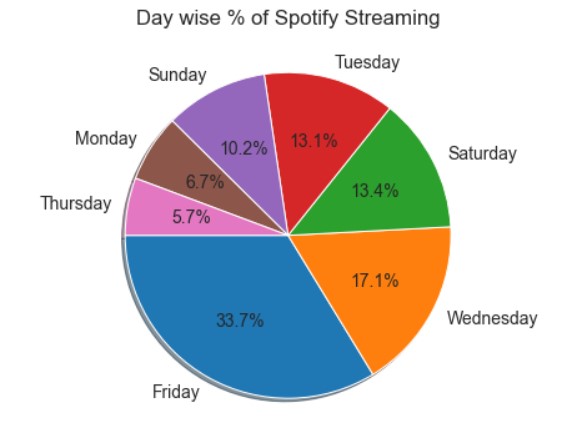 Day wise % of Spotify Streaming
Tuesday
Sunday
13.1%
10.2%
Monday
6.7%
Saturday
13.4%
Thursday
5.7%
17.1%
Wednesday
33.7%
Friday